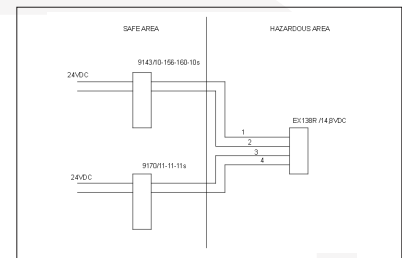 SAFE AREA
HAZARDOUS AREA
9143/10-156-160-10s
24VDC
EX138R /14,8VDC
1
2
3
4
9170/11-11-11s
24VDC